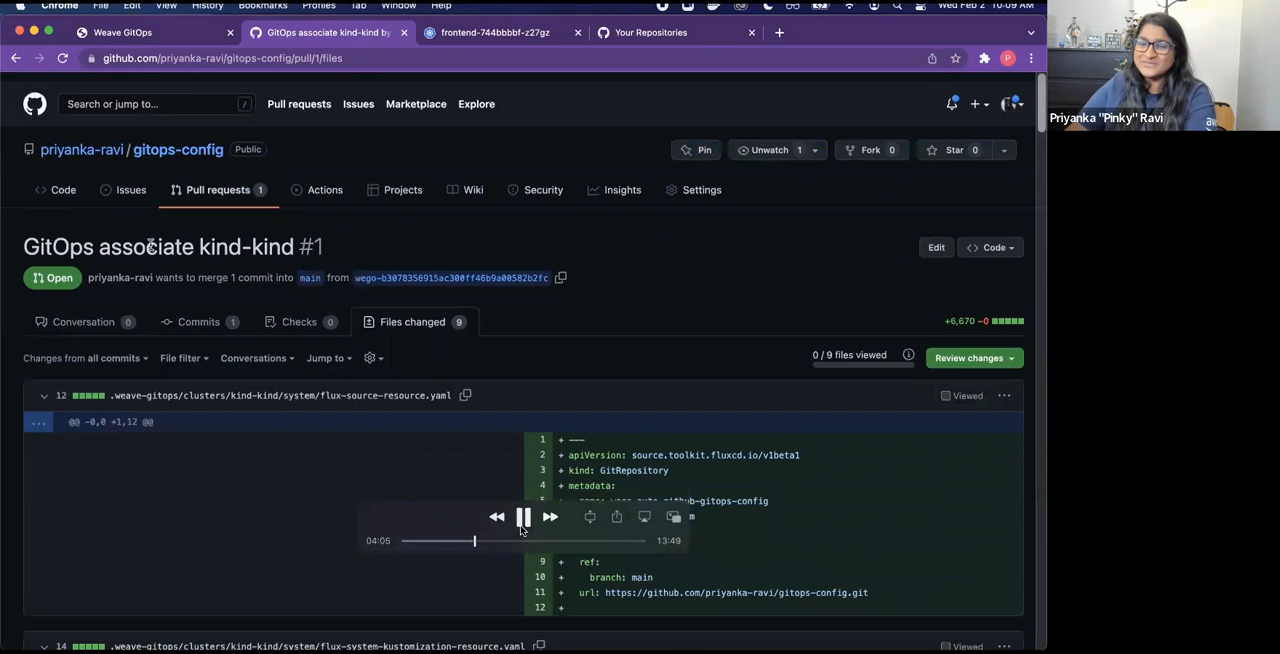 Chrome File Edit View History Bookmarks Profiles Tab Window Help Wed Feb 2 10:09 AM
Weave GitOps
GitOps associate kind-kind by
frontend-744bbbbf-z27gz
Your Repositories
github.com/priyanka-ravi/gitops-config/pull/1/files
P
Search or jump to... /
Pull requests Issues Marketplace Explore
Priyanka "Pinky" Ravi
priyanka-ravi / gitops-config Public
Pin Unwatch 1 Fork 0 Star 0
Code Issues Pull requests 1 Actions Projects Wiki Security Insights Settings
GitOps associate kind-kind #1
Edit Code
Open priyanka-ravi wants to merge 1 commit into main from wego-b3078356915ac300ff46b9a00582b2fc
Conversation 0 Commits 1 Checks 0 Files changed 9 +6,670 −0
Changes from all commits File filter Conversations Jump to 0 / 9 files viewed Review changes
12 .weave-gitops/clusters/kind-kind/system/flux-source-resource.yaml Viewed ...
... @@ -0,0 +1,12 @@
1 + ---
2 + apiVersion: source.toolkit.fluxcd.io/v1beta1
3 + kind: GitRepository
4 + metadata:
04:05 13:49
9 + ref:
10 + branch: main
11 + url: https://github.com/priyanka-ravi/gitops-config.git
12 +
14 .weave-gitops/clusters/kind-kind/system/flux-system-kustomization-resource.yaml Viewed ...